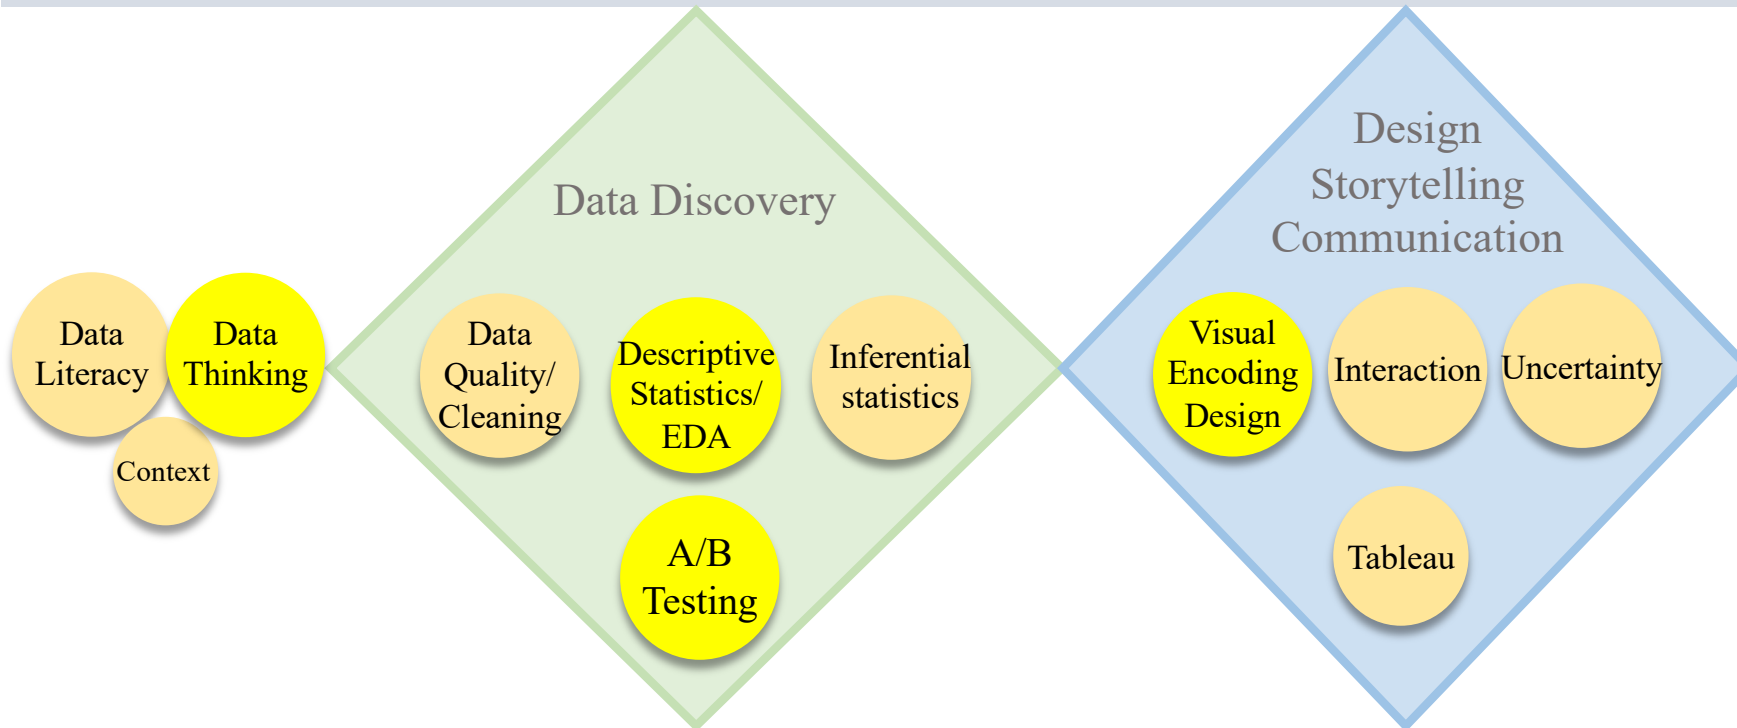 Data Literacy
Data Thinking
Context
Data Discovery
Data
Quality/
Cleaning
Descriptive
Statistics/
EDA
Inferential
statistics
A/B
Testing
Design
Storytelling
Communication
Visual
Encoding
Design
Interaction
Uncertainty
Tableau